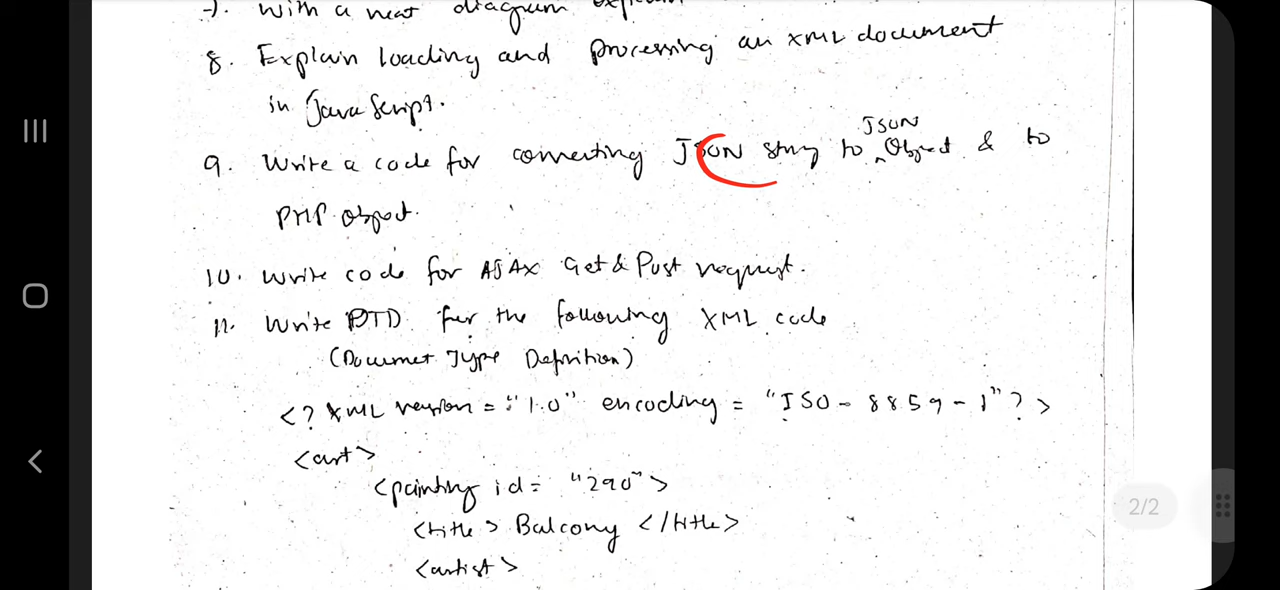 7. With a neat diagram
8. Explain loading and processing an XML document
in JavaScript.
9. Write a code for converting JSON string to JSON Object & to
PHP object.
10. Write code for AJAX Get & Post request.
11. Write DTD for the following XML code
(Document Type Definition)
<? XML version = "1.0" encoding = "ISO - 8859 - 1" ? >
<art>
<painting id = "290">
<title> Balcony </title>
<artist>
2/2